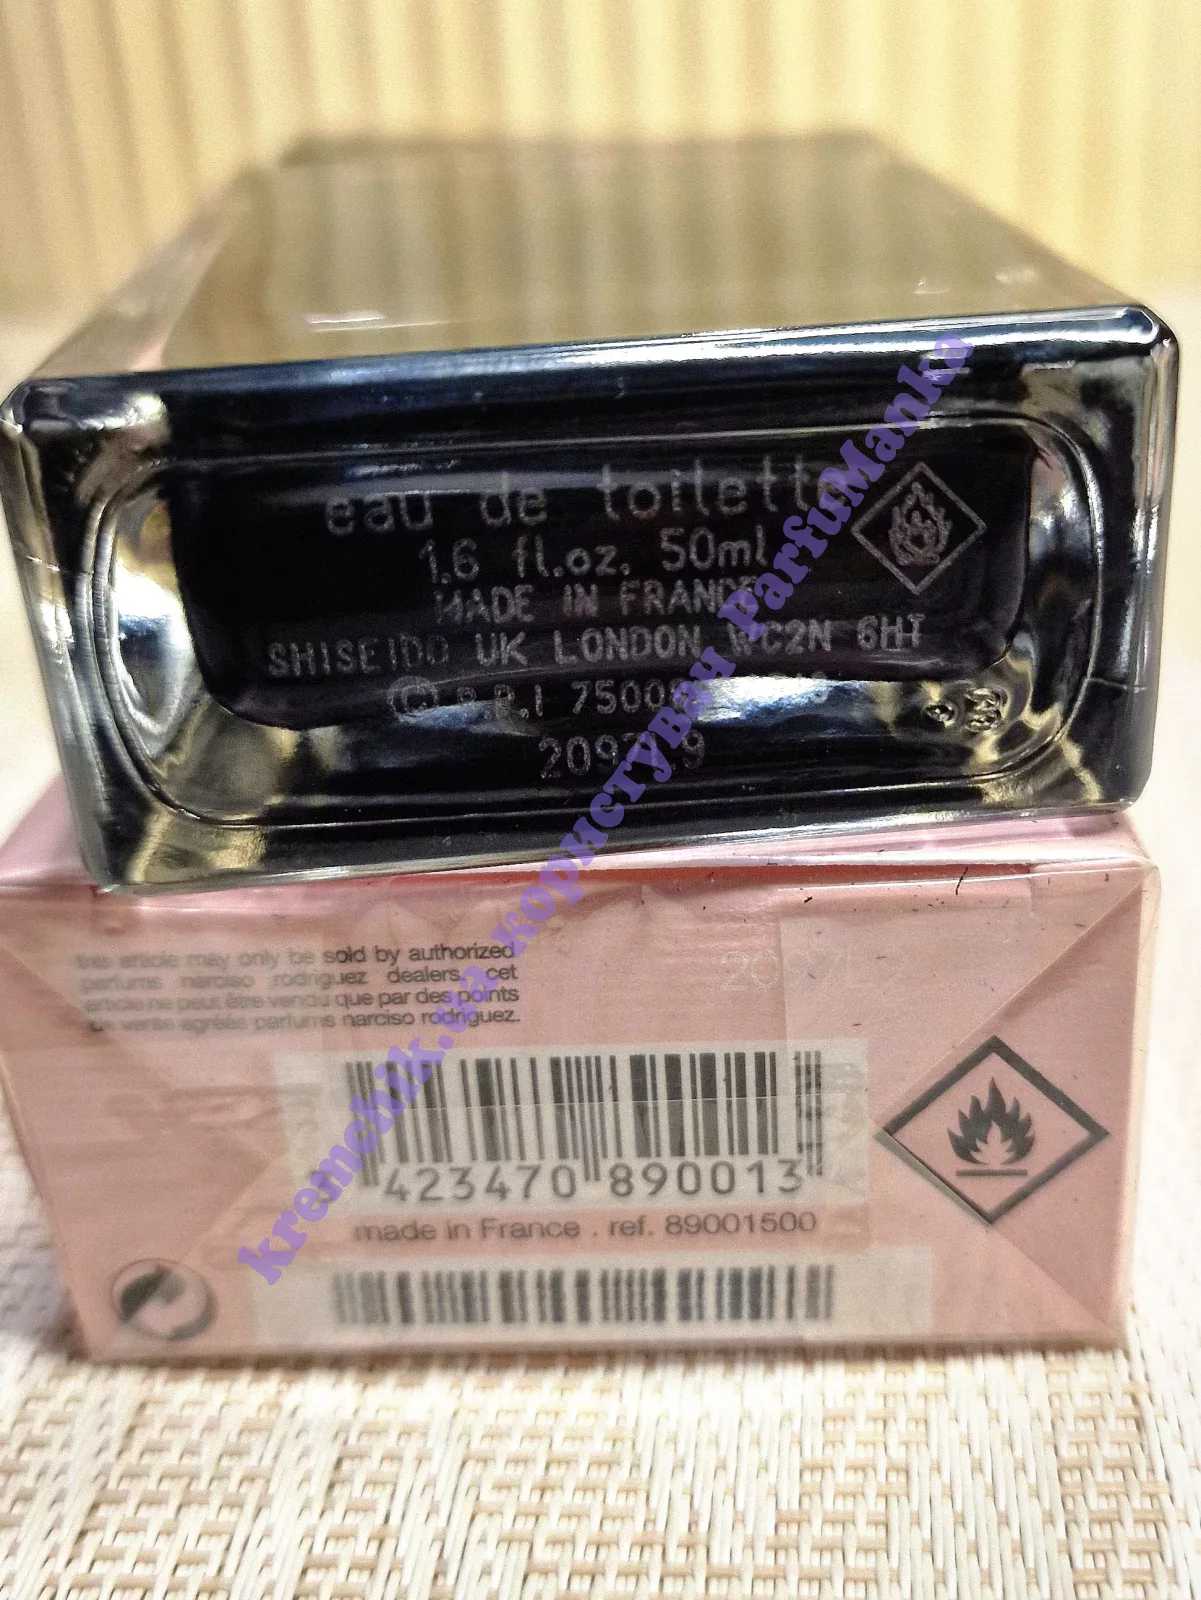 eau de toilette
1.6 fl.oz. 50ml
MADE IN FRANCE
SHISEIDO UK LONDON WC2N 6HT
kremchik.ua користувач ParfuManka
this article may only be sold by authorized
parfums narciso rodriguez dealers, cet
article ne peut être vendu que par des points
de vente agréés parfums narciso rodriguez.
423470 890013
made in France . ref. 89001500